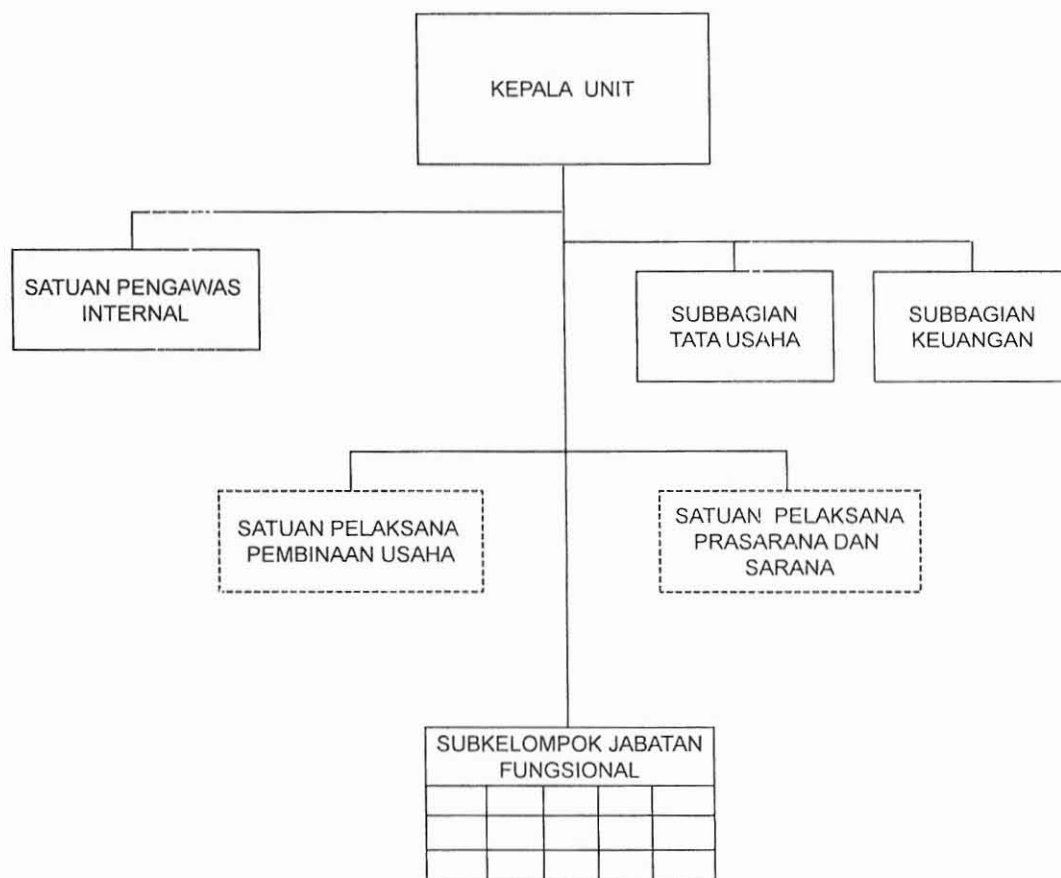 KEPALA UNIT
SATUAN PENGAWAS
INTERNAL
SUBBAGIAN
TATA USAHA
SUBBAGIAN
KEUANGAN
SATUAN PELAKSANA
PEMBINAAN USAHA
SATUAN PELAKSANA
PRASARANA DAN
SARANA
SUBKELOMPOK JABATAN
FUNGSIONAL